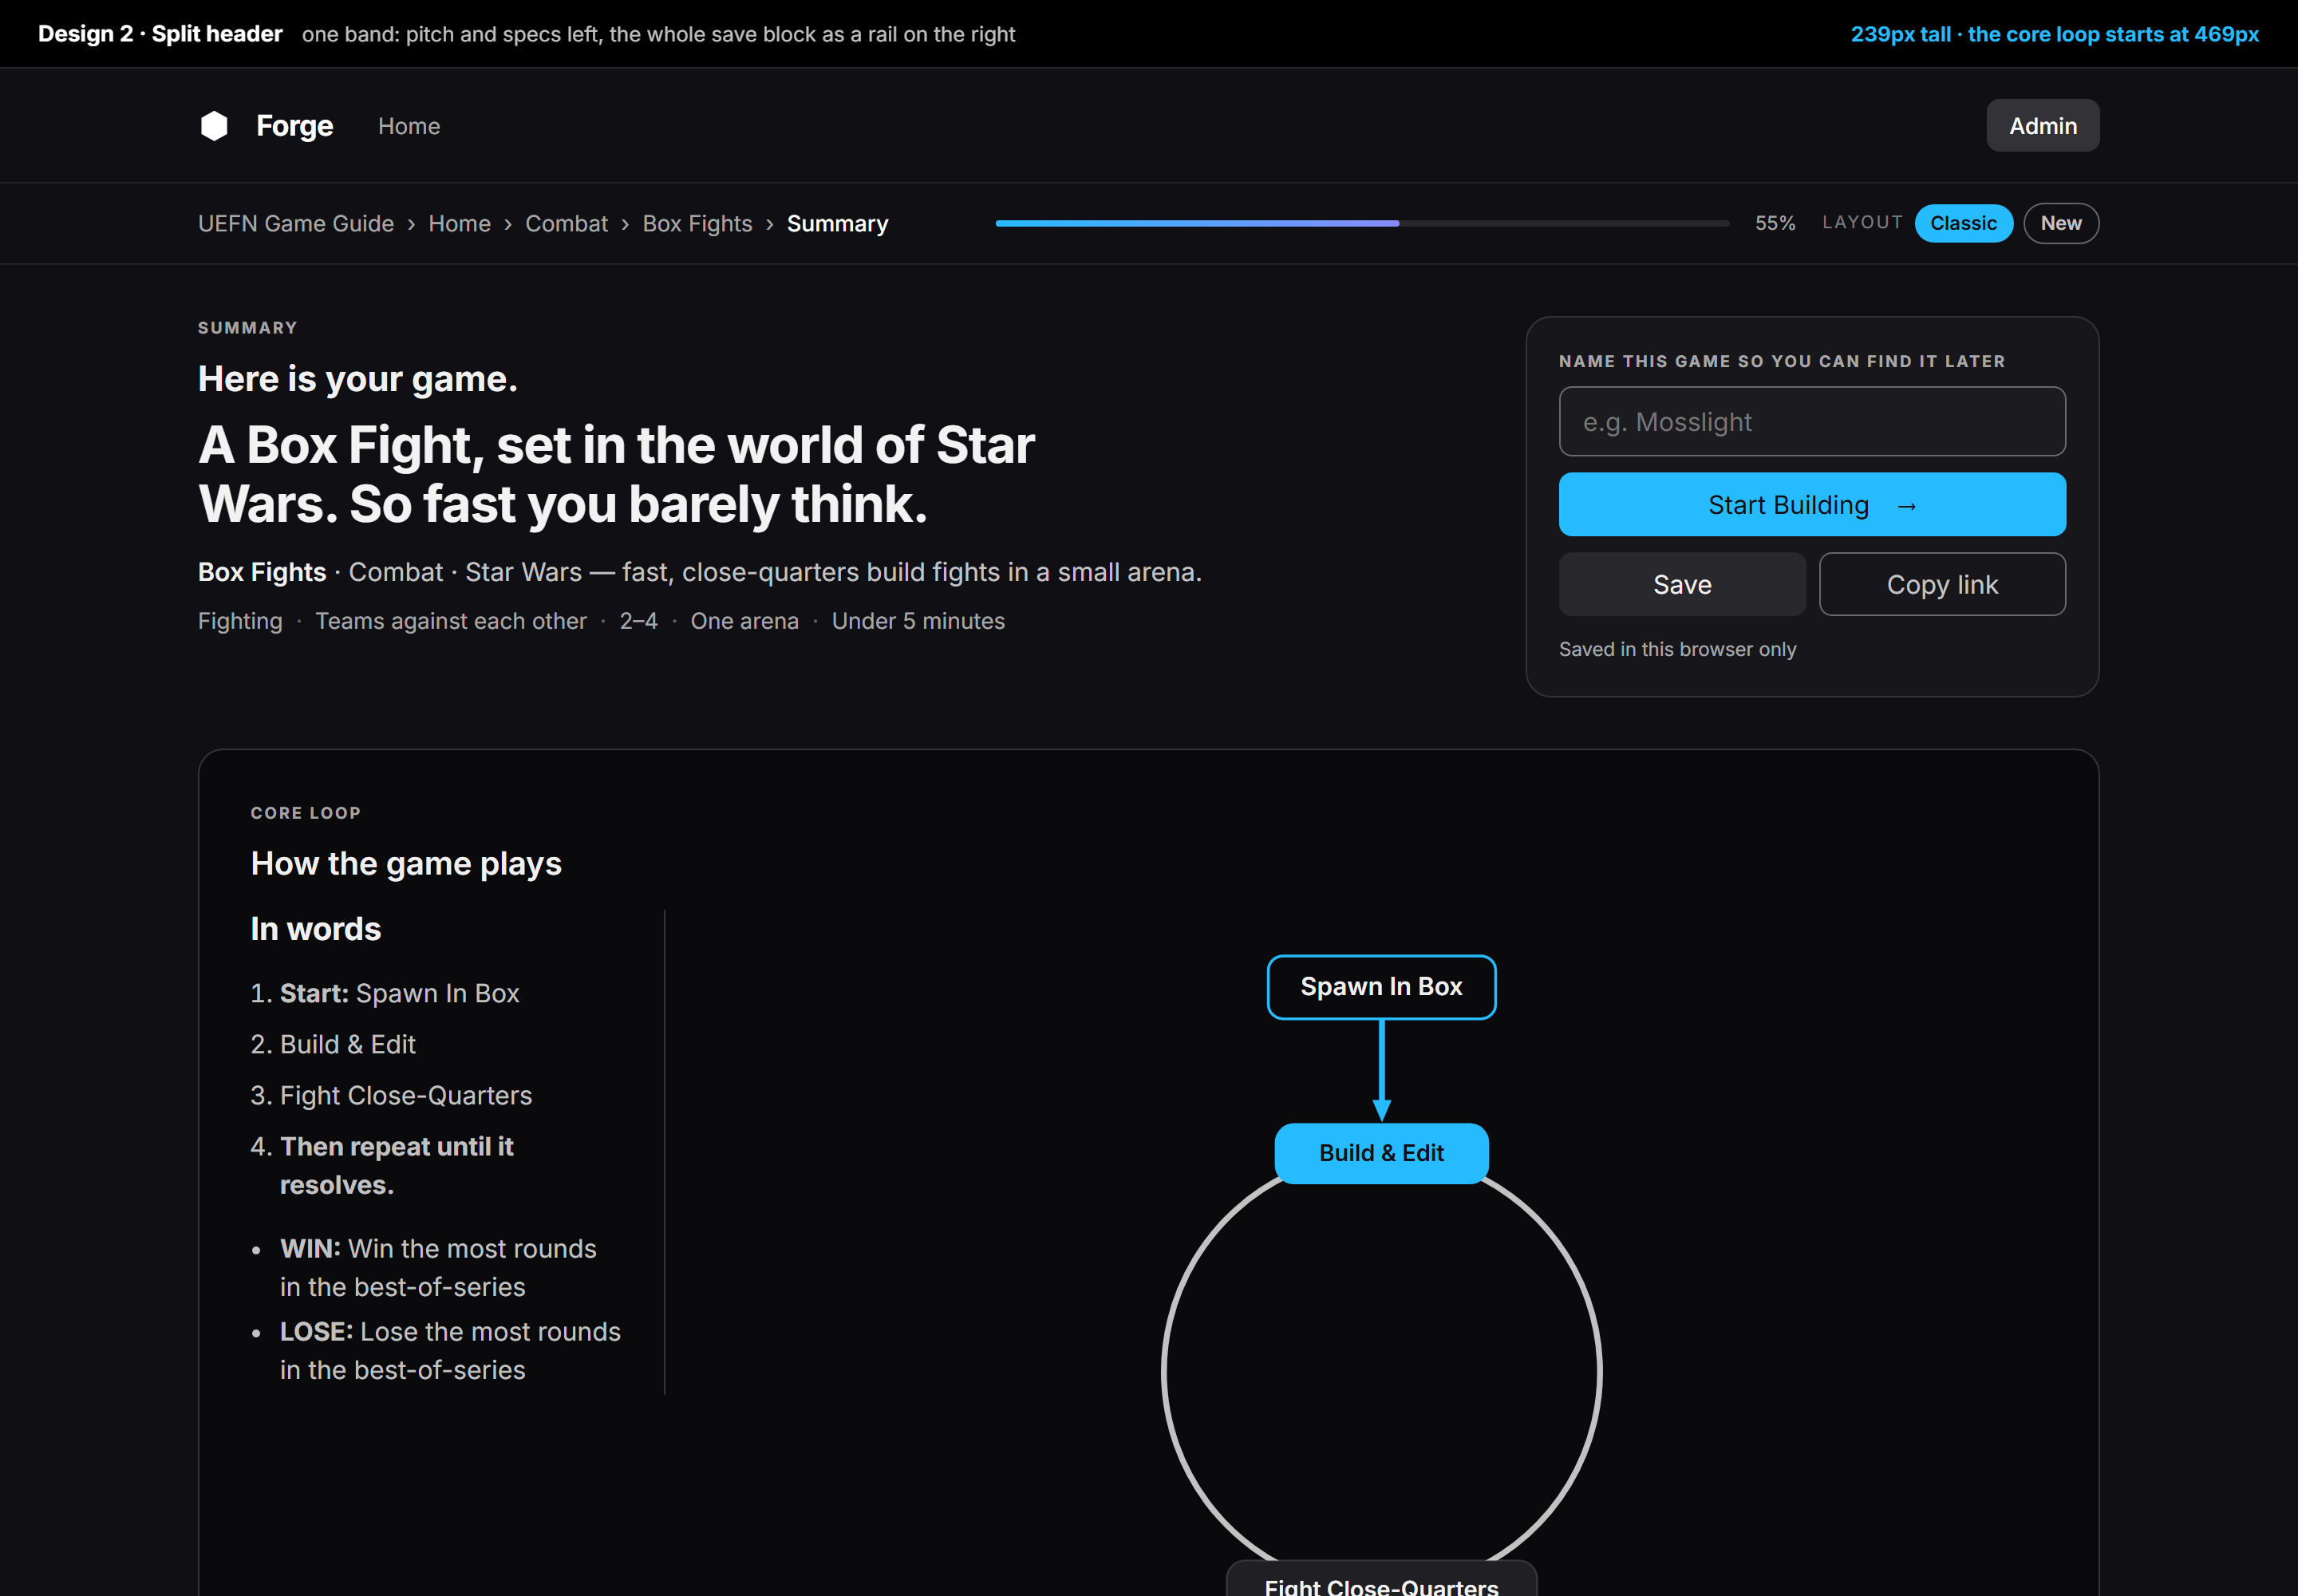 Design 2 · Split header one band: pitch and specs left, the whole save block as a rail on the right
239px tall · the core loop starts at 469px
Forge
Home
Admin
UEFN Game Guide › Home › Combat › Box Fights › Summary
55%
LAYOUT
Classic
New
SUMMARY
Here is your game.
A Box Fight, set in the world of Star
Wars. So fast you barely think.
Box Fights · Combat · Star Wars — fast, close-quarters build fights in a small arena.
Fighting · Teams against each other · 2–4 · One arena · Under 5 minutes
NAME THIS GAME SO YOU CAN FIND IT LATER
e.g. Mosslight
Start Building →
Save
Copy link
Saved in this browser only
CORE LOOP
How the game plays
In words
1. Start: Spawn In Box
2. Build & Edit
3. Fight Close-Quarters
4. Then repeat until it
resolves.
• WIN: Win the most rounds
in the best-of-series
• LOSE: Lose the most rounds
in the best-of-series
Spawn In Box
Build & Edit
Fight Close-Quarters